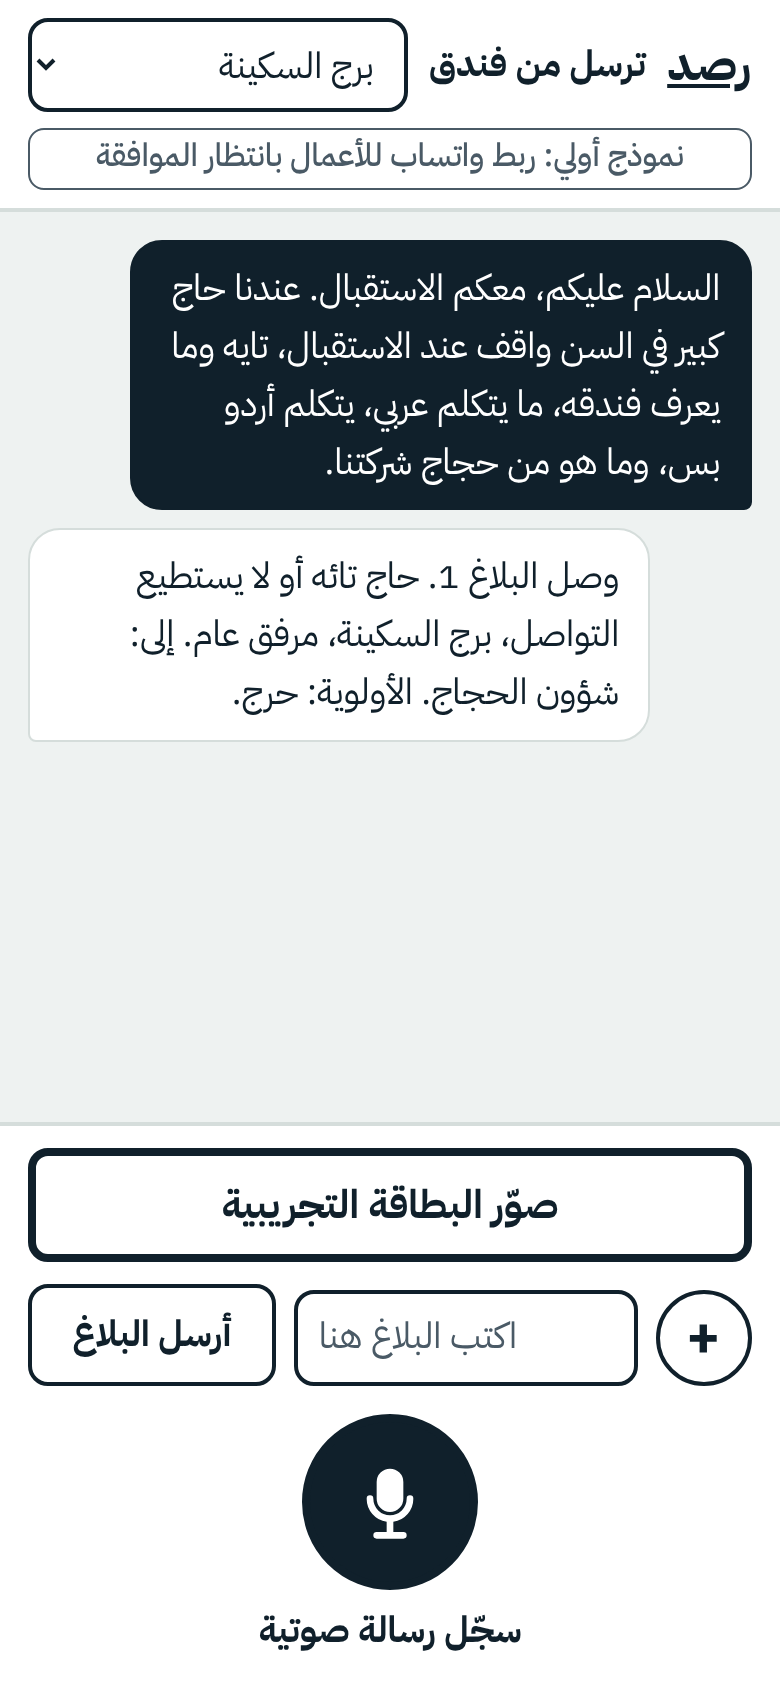 رصد
ترسل من فندق
برج السكينة
نموذج أولي: ربط واتساب للأعمال بانتظار الموافقة
السلام عليكم، معكم الاستقبال. عندنا حاج
كبير في السن واقف عند الاستقبال، تايه وما
يعرف فندقه، ما يتكلم عربي، يتكلم أردو
بس، وما هو من حجاج شركتنا.
وصل البلاغ 1. حاج تائه أو لا يستطيع
التواصل، برج السكينة، مرفق عام. إلى:
شؤون الحجاج. الأولوية: حرج.
صوّر البطاقة التجريبية
+
اكتب البلاغ هنا
أرسل البلاغ
سجّل رسالة صوتية